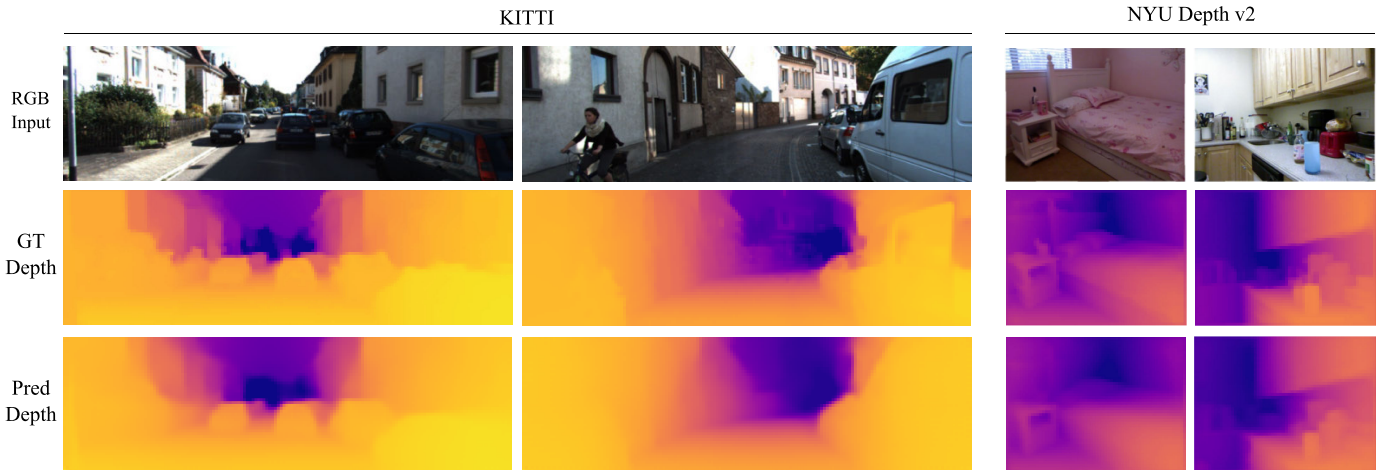 KITTI
NYU Depth v2
RGB
Input
GT
Depth
Pred
Depth